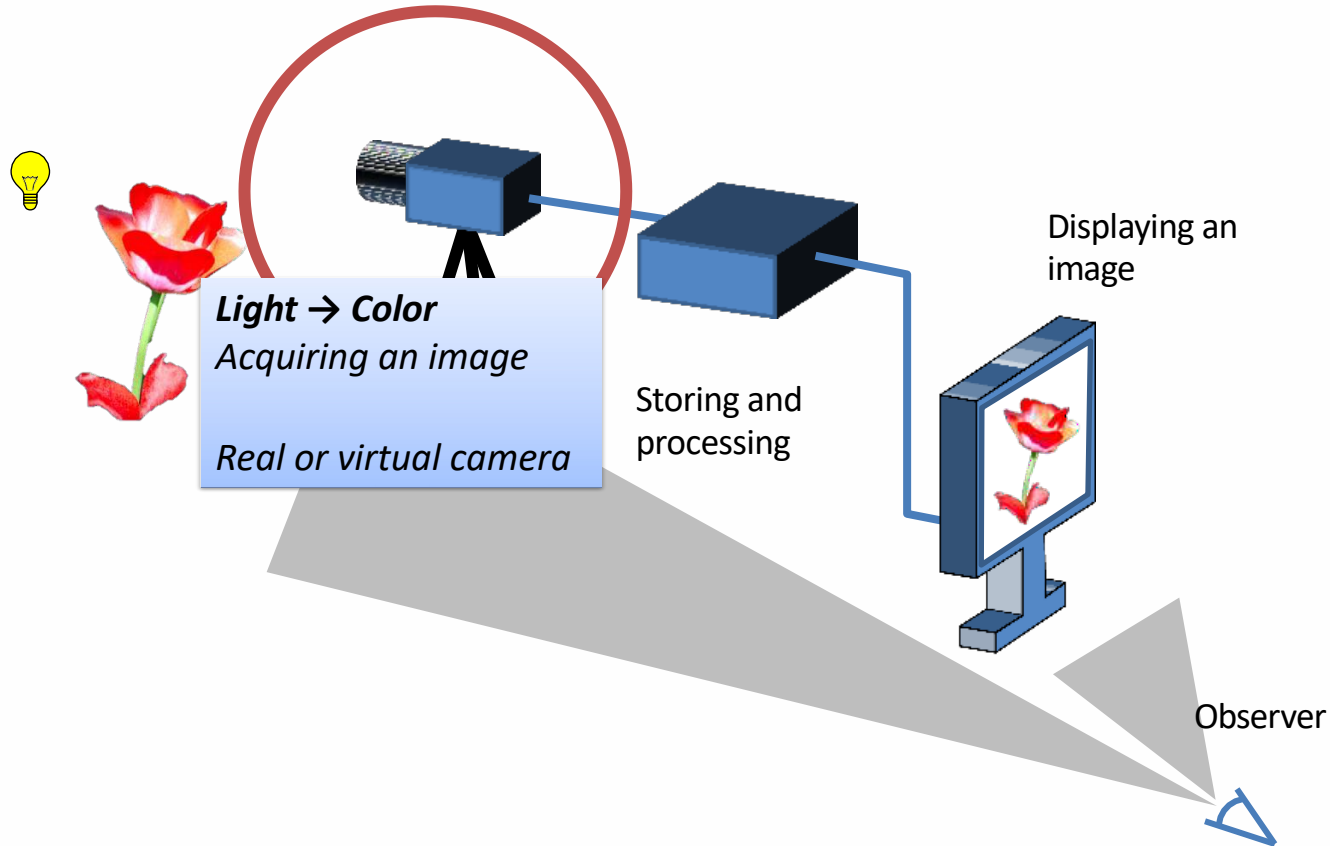 Light → Color
Acquiring an image
Real or virtual camera
Storing and
processing
Displaying an
image
Observer